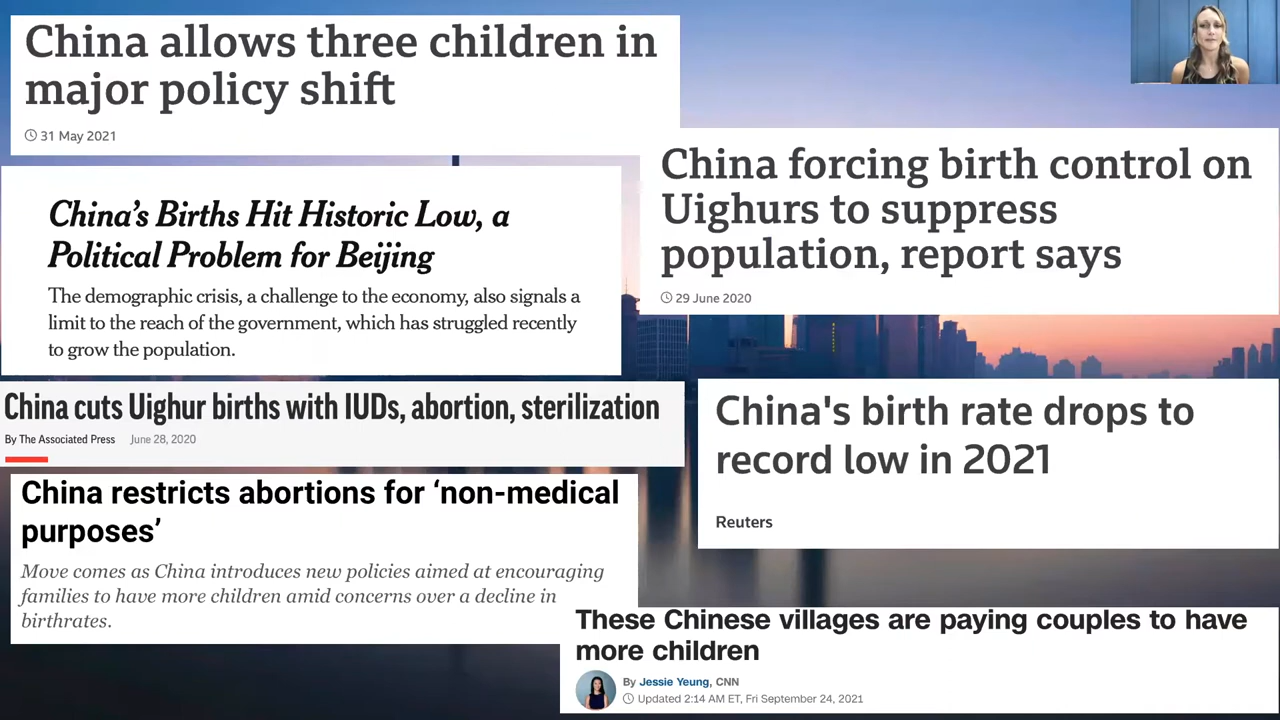 China allows three children in
major policy shift
31 May 2021
China forcing birth control on
Uighurs to suppress
population, report says
29 June 2020
China's Births Hit Historic Low, a
Political Problem for Beijing
The demographic crisis, a challenge to the economy, also signals a
limit to the reach of the government, which has struggled recently
to grow the population.
China cuts Uighur births with IUDs, abortion, sterilization
By The Associated Press June 28, 2020
China's birth rate drops to
record low in 2021
Reuters
China restricts abortions for ‘non-medical
purposes’
Move comes as China introduces new policies aimed at encouraging
families to have more children amid concerns over a decline in
birthrates.
These Chinese villages are paying couples to have
more children
By Jessie Yeung, CNN
Updated 2:14 AM ET, Fri September 24, 2021